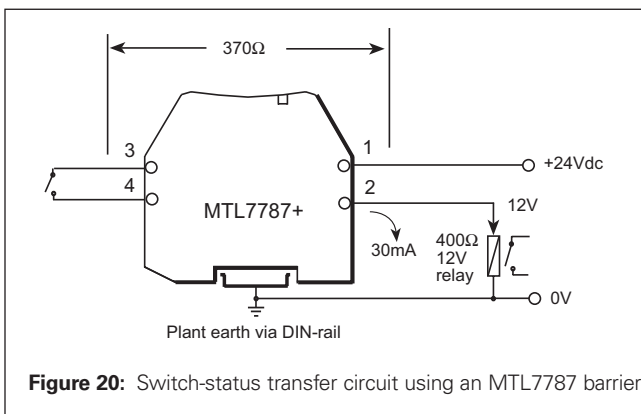 370Ω
3
4
1
2
+24Vdc
MTL7787+
30mA
12V
400Ω
12V
relay
0V
Plant earth via DIN-rail
Figure 20: Switch-status transfer circuit using an MTL7787 barrier